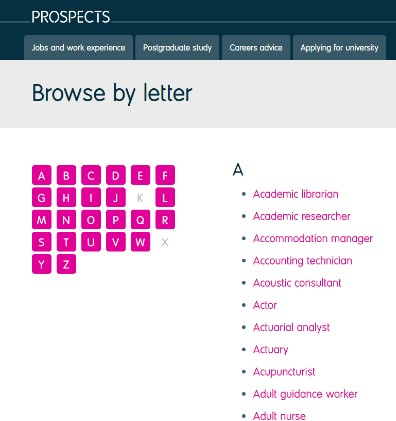 PROSPECTS
Jobs and work experience Postgraduate study Careers advice Applying for university
Browse by letter
A B C D E F
G H I J K L
M N O P Q R
S T U V W X
Y Z
A
Academic librarian
Academic researcher
Accommodation manager
Accounting technician
Acoustic consultant
Actor
Actuarial analyst
Actuary
Acupuncturist
Adult guidance worker
Adult nurse